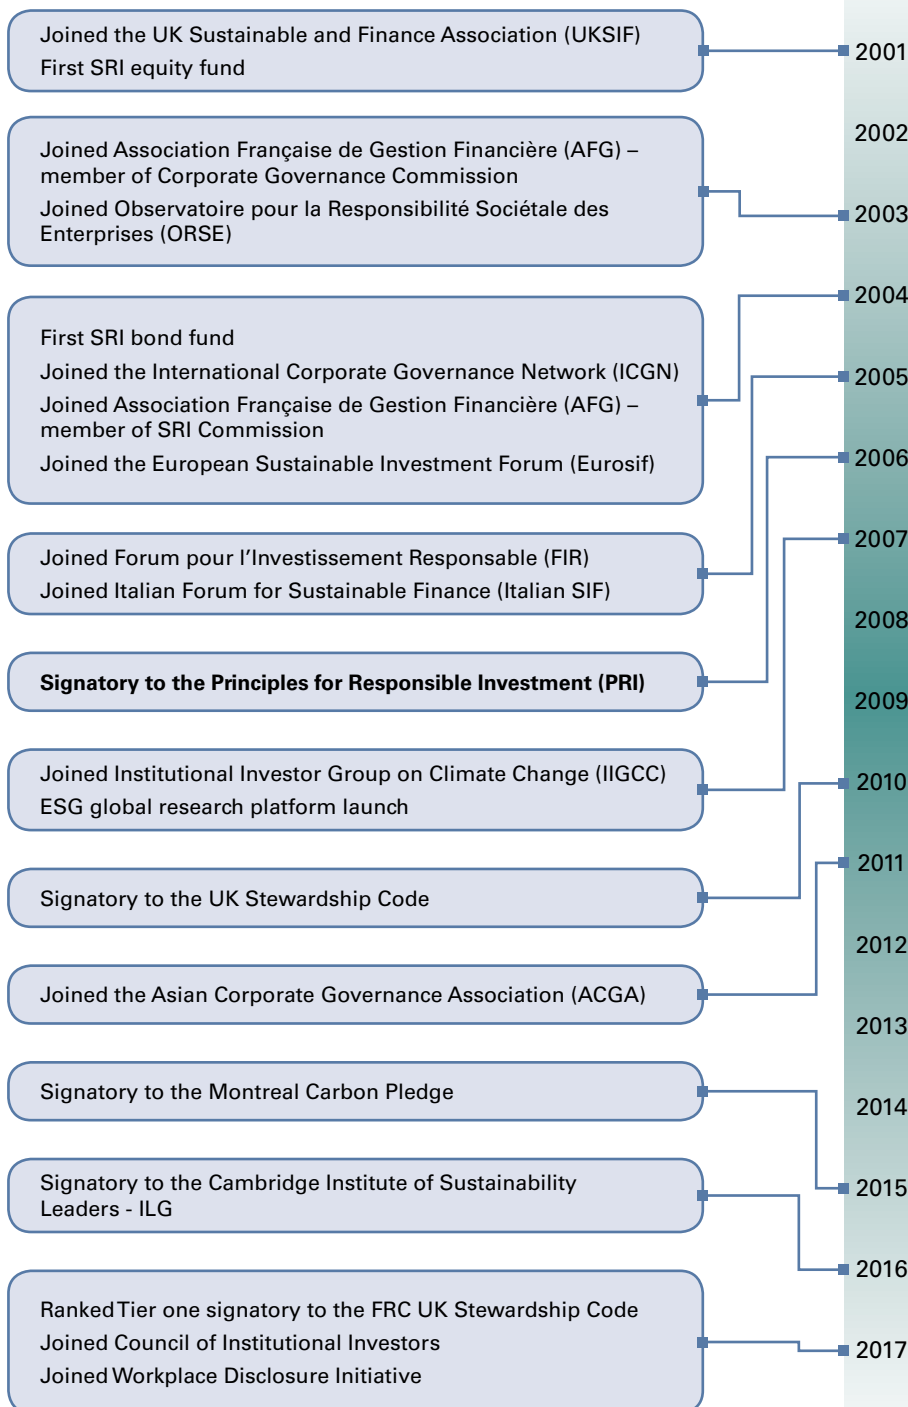 Joined the UK Sustainable and Finance Association (UKSIF)
First SRI equity fund
2001
2002
Joined Association Française de Gestion Financière (AFG) –
member of Corporate Governance Commission
Joined Observatoire pour la Responsibilité Sociétale des
Enterprises (ORSE)
2003
2004
First SRI bond fund
Joined the International Corporate Governance Network (ICGN)
Joined Association Française de Gestion Financière (AFG) –
member of SRI Commission
Joined the European Sustainable Investment Forum (Eurosif)
2005
2006
Joined Forum pour l'Investissement Responsable (FIR)
Joined Italian Forum for Sustainable Finance (Italian SIF)
2007
2008
Signatory to the Principles for Responsible Investment (PRI)
2009
Joined Institutional Investor Group on Climate Change (IIGCC)
ESG global research platform launch
2010
2011
Signatory to the UK Stewardship Code
2012
Joined the Asian Corporate Governance Association (ACGA)
2013
Signatory to the Montreal Carbon Pledge
2014
Signatory to the Cambridge Institute of Sustainability
Leaders - ILG
2015
2016
Ranked Tier one signatory to the FRC UK Stewardship Code
Joined Council of Institutional Investors
Joined Workplace Disclosure Initiative
2017